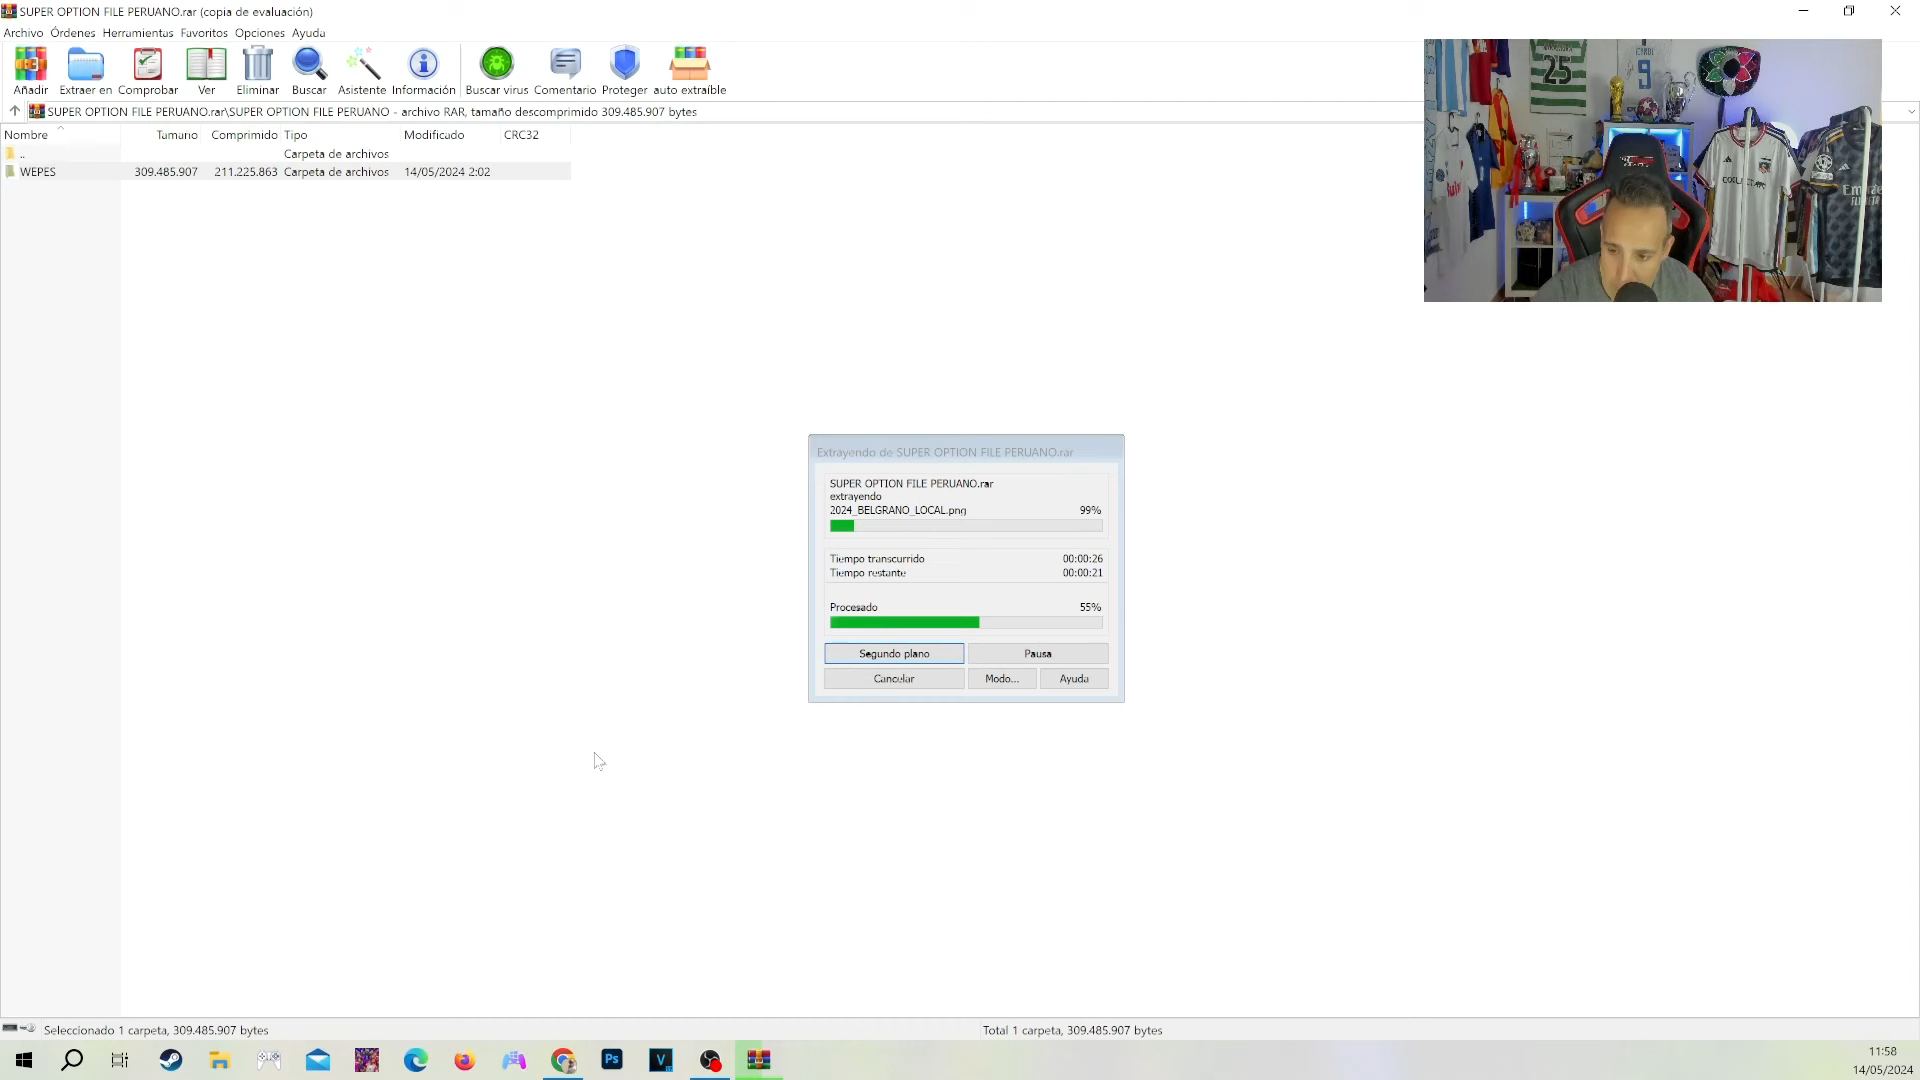 SUPER OPTION FILE PERUANO.rar (copia de evaluación)
Archivo Órdenes Herramientas Favoritos Opciones Ayuda
Añadir Extraer en Comprobar Ver Eliminar Buscar Asistente Información Buscar virus Comentario Proteger auto extraíble
SUPER OPTION FILE PERUANO.rar\SUPER OPTION FILE PERUANO - archivo RAR, tamaño descomprimido 309.485.907 bytes
Nombre Tamano Comprimido Tipo Modificado CRC32
.. Carpeta de archivos
WEPES 309.485.907 211.225.863 Carpeta de archivos 14/05/2024 2:02
25
9
Extrayendo de SUPER OPTION FILE PERUANO.rar
SUPER OPTION FILE PERUANO.rar
extrayendo
2024_BELGRANO_LOCAL.png 99%
Tiempo transcurrido 00:00:26
Tiempo restante 00:00:21
Procesado 55%
Segundo plano Pausa
Cancelar Modo... Ayuda
Seleccionado 1 carpeta, 309.485.907 bytes Total 1 carpeta, 309.485.907 bytes
Ps V
11:58
14/05/2024